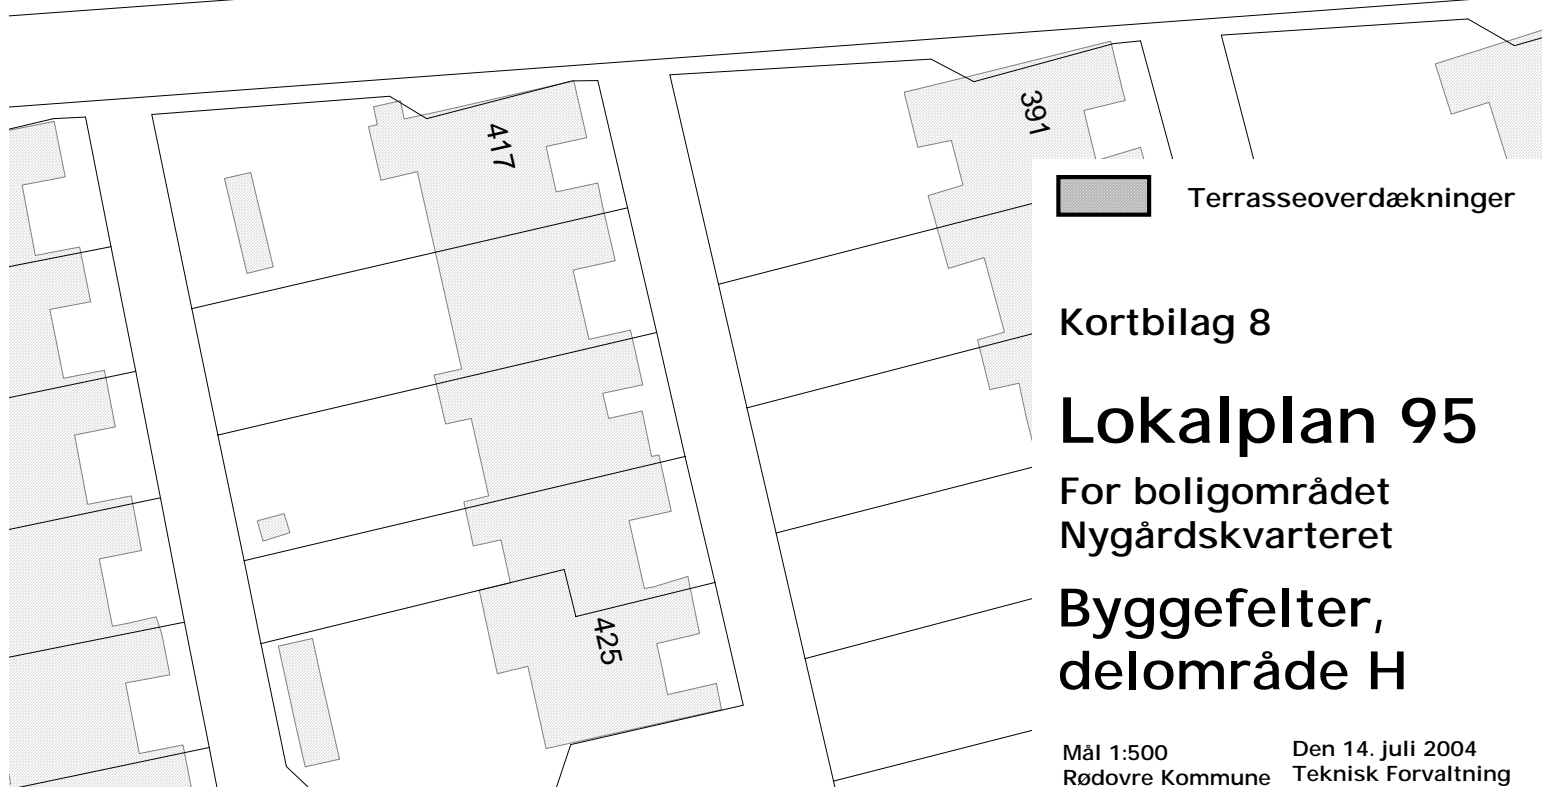 417
391
425
Terrasseoverdækninger
Kortbilag 8
Lokalplan 95
For boligområdet
Nygårdskvarteret
Byggefelter,
delområde H
Mål 1:500
Rødovre Kommune
Den 14. juli 2004
Teknisk Forvaltning